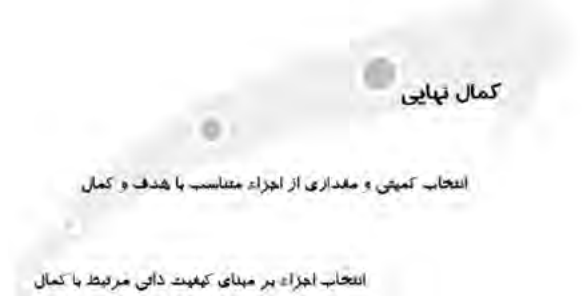 کمال نهایی
انتخاب کمیتی و مقداری از اجزاء متناسب با هدف و کمال
انتخاب اجزاء بر مبنای کیفیت ذاتی مرتبط با کمال